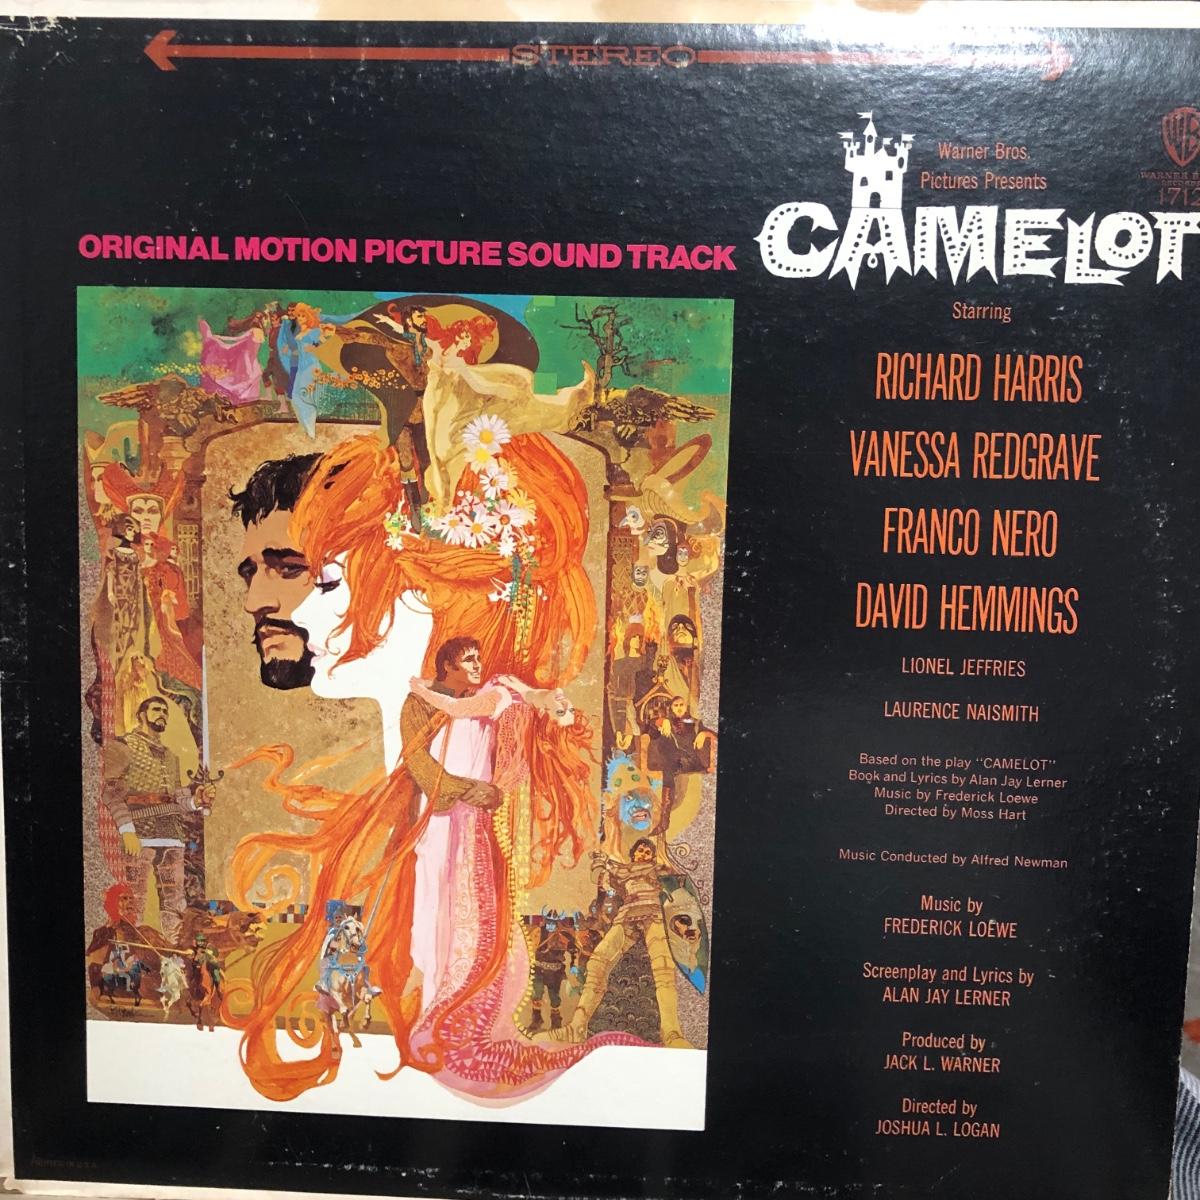 STEREO
Warner Bros.
Pictures Presents
CAMELOT
ORIGINAL MOTION PICTURE SOUND TRACK
Starring
RICHARD HARRIS
VANESSA REDGRAVE
FRANCO NERO
DAVID HEMMINGS
LIONEL JEFFRIES
LAURENCE NAISMITH
Based on the play "CAMELOT"
Book and Lyrics by Alan Jay Lerner
Music by Frederick Loewe
Directed by Moss Hart
Music Conducted by Alfred Newman
Music by
FREDERICK LOEWE
Screenplay and Lyrics by
ALAN JAY LERNER
Produced by
JACK L. WARNER
Directed by
JOSHUA L. LOGAN
PRINTED IN U.S.A.